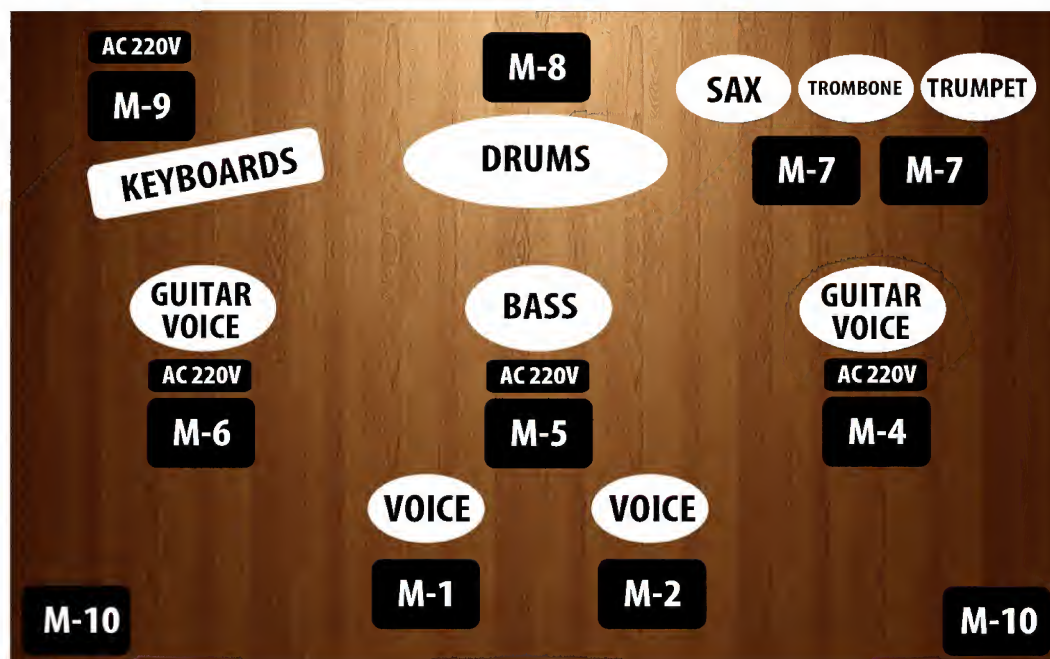 AC 220V
M-9
KEYBOARDS
M-8
DRUMS
SAX
TROMBONE
TRUMPET
M-7
M-7
GUITAR
VOICE
AC 220V
M-6
BASS
AC 220V
M-5
GUITAR
VOICE
AC 220V
M-4
VOICE
M-1
VOICE
M-2
M-10
M-10